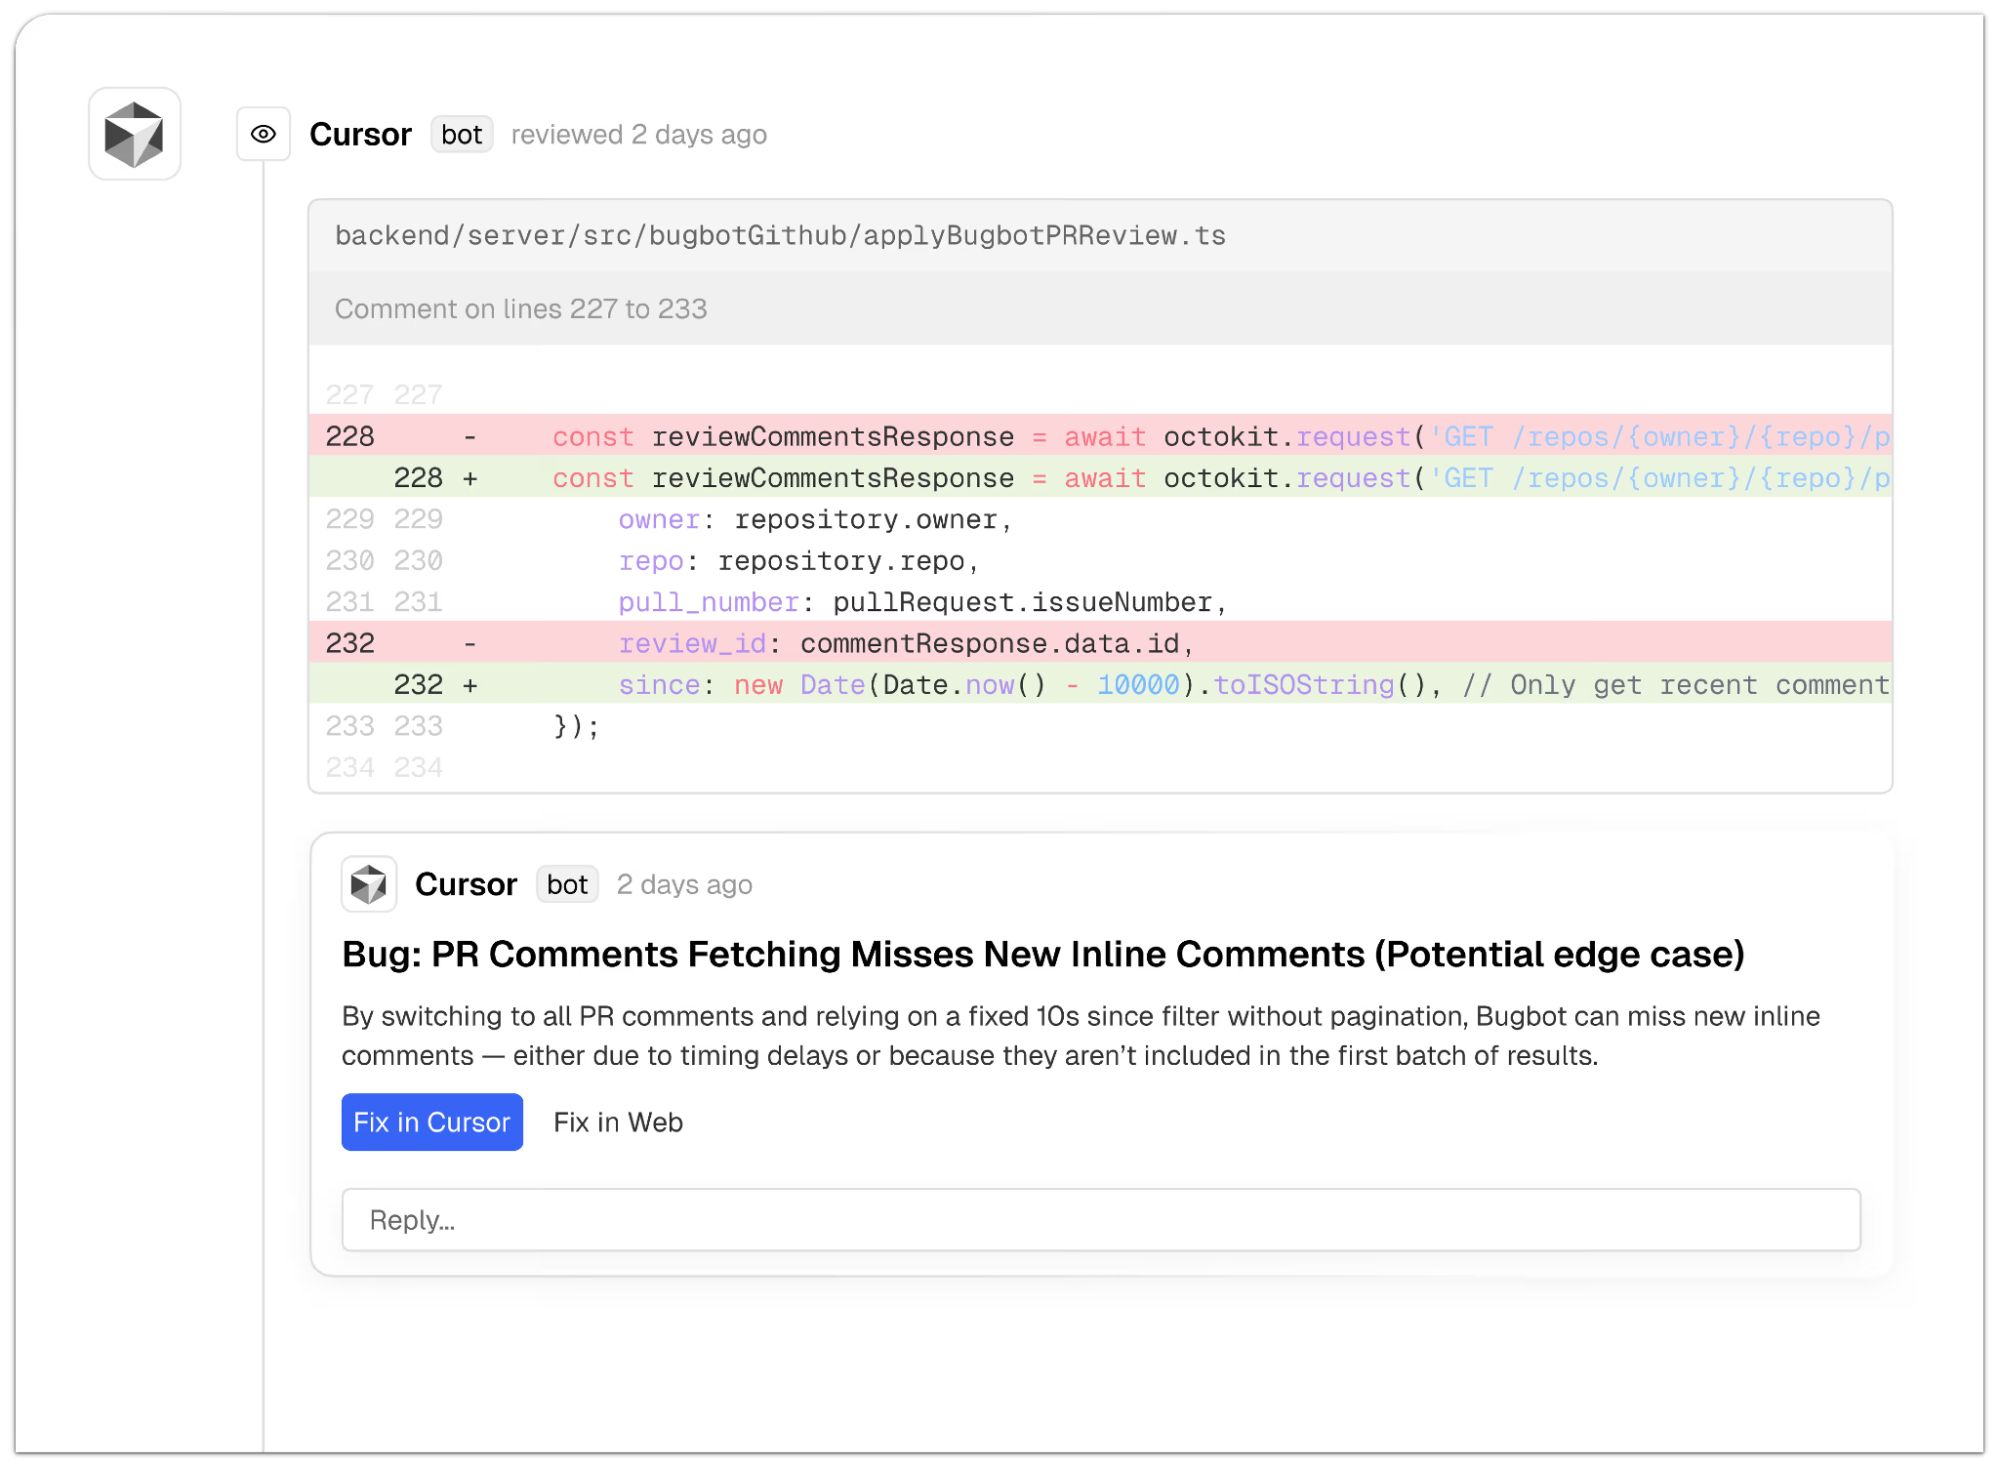 Cursor bot reviewed 2 days ago
backend/server/src/bugbotGithub/applyBugbotPRReview.ts
Comment on lines 227 to 233
227 227
228 - const reviewCommentsResponse = await octokit.request('GET /repos/{owner}/{repo}/p
228 + const reviewCommentsResponse = await octokit.request('GET /repos/{owner}/{repo}/p
229 229 owner: repository.owner,
230 230 repo: repository.repo,
231 231 pull_number: pullRequest.issueNumber,
232 - review_id: commentResponse.data.id,
232 + since: new Date(Date.now() - 10000).toISOString(), // Only get recent comment
233 233 });
234 234
Cursor bot 2 days ago
Bug: PR Comments Fetching Misses New Inline Comments (Potential edge case)
By switching to all PR comments and relying on a fixed 10s since filter without pagination, Bugbot can miss new inline
comments — either due to timing delays or because they aren’t included in the first batch of results.
Fix in Cursor Fix in Web
Reply...